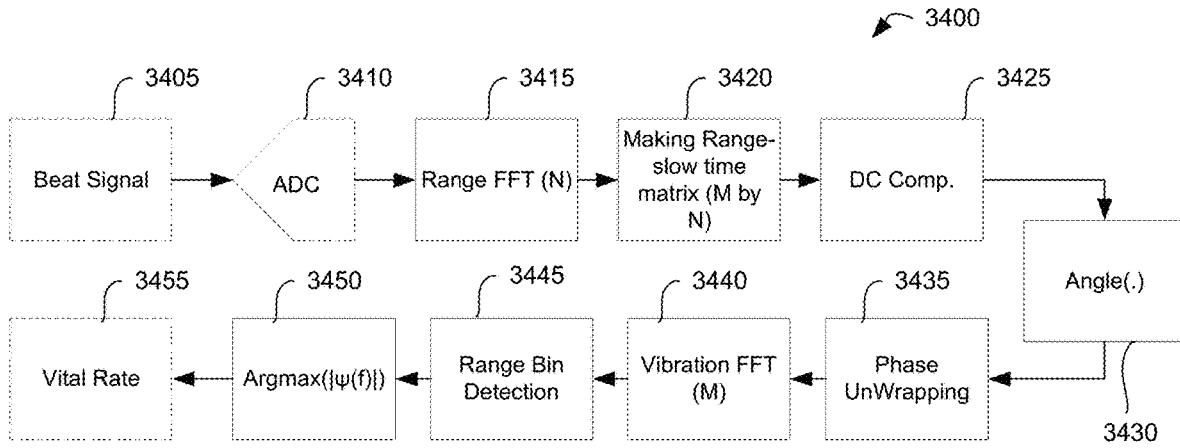 3400
3405
3410
3415
3420
3425
Beat Signal
ADC
Range FFT (N)
Making Range-
slow time
matrix (M by
N)
DC Comp.
Angle(.)
3430
3455
3450
3445
3440
3435
Vital Rate
Argmax(|ψ(f)|)
Range Bin
Detection
Vibration FFT
(M)
Phase
UnWrapping